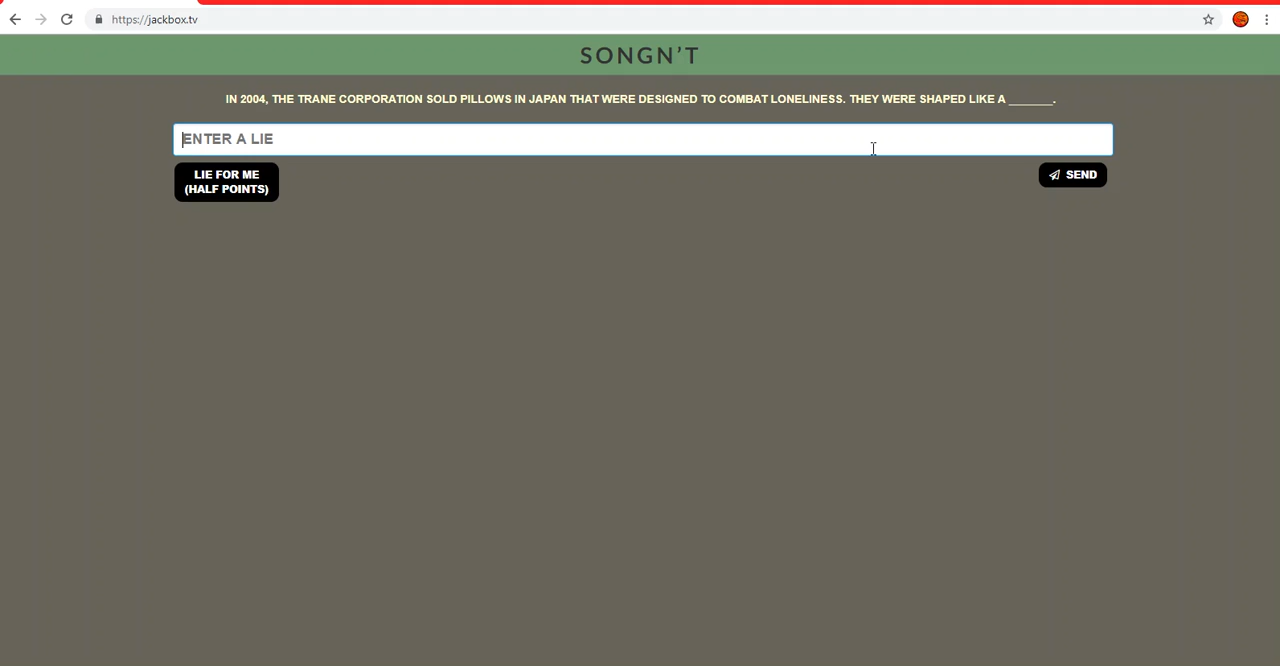 https://jackbox.tv
SONGN'T
IN 2004, THE TRANE CORPORATION SOLD PILLOWS IN JAPAN THAT WERE DESIGNED TO COMBAT LONELINESS. THEY WERE SHAPED LIKE A _______.
ENTER A LIE
LIE FOR ME
(HALF POINTS)
SEND